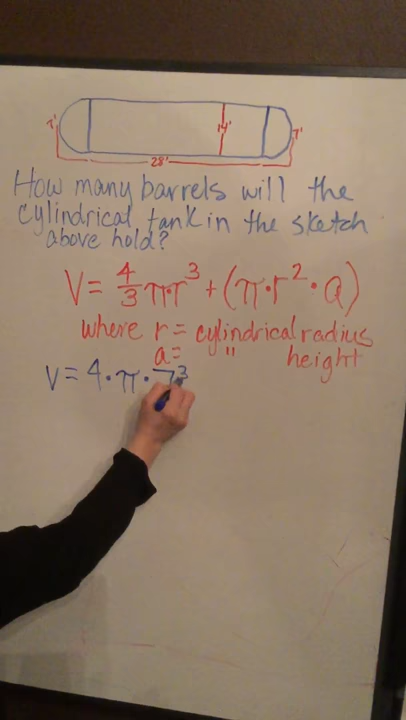 7' 14' 7'
28'
How many barrels will the
cylindrical tank in the sketch
above hold?
V = 4/3 π·r³ + (π·r²·a)
where r = cylindrical radius
a = " height
V = 4·π·7³